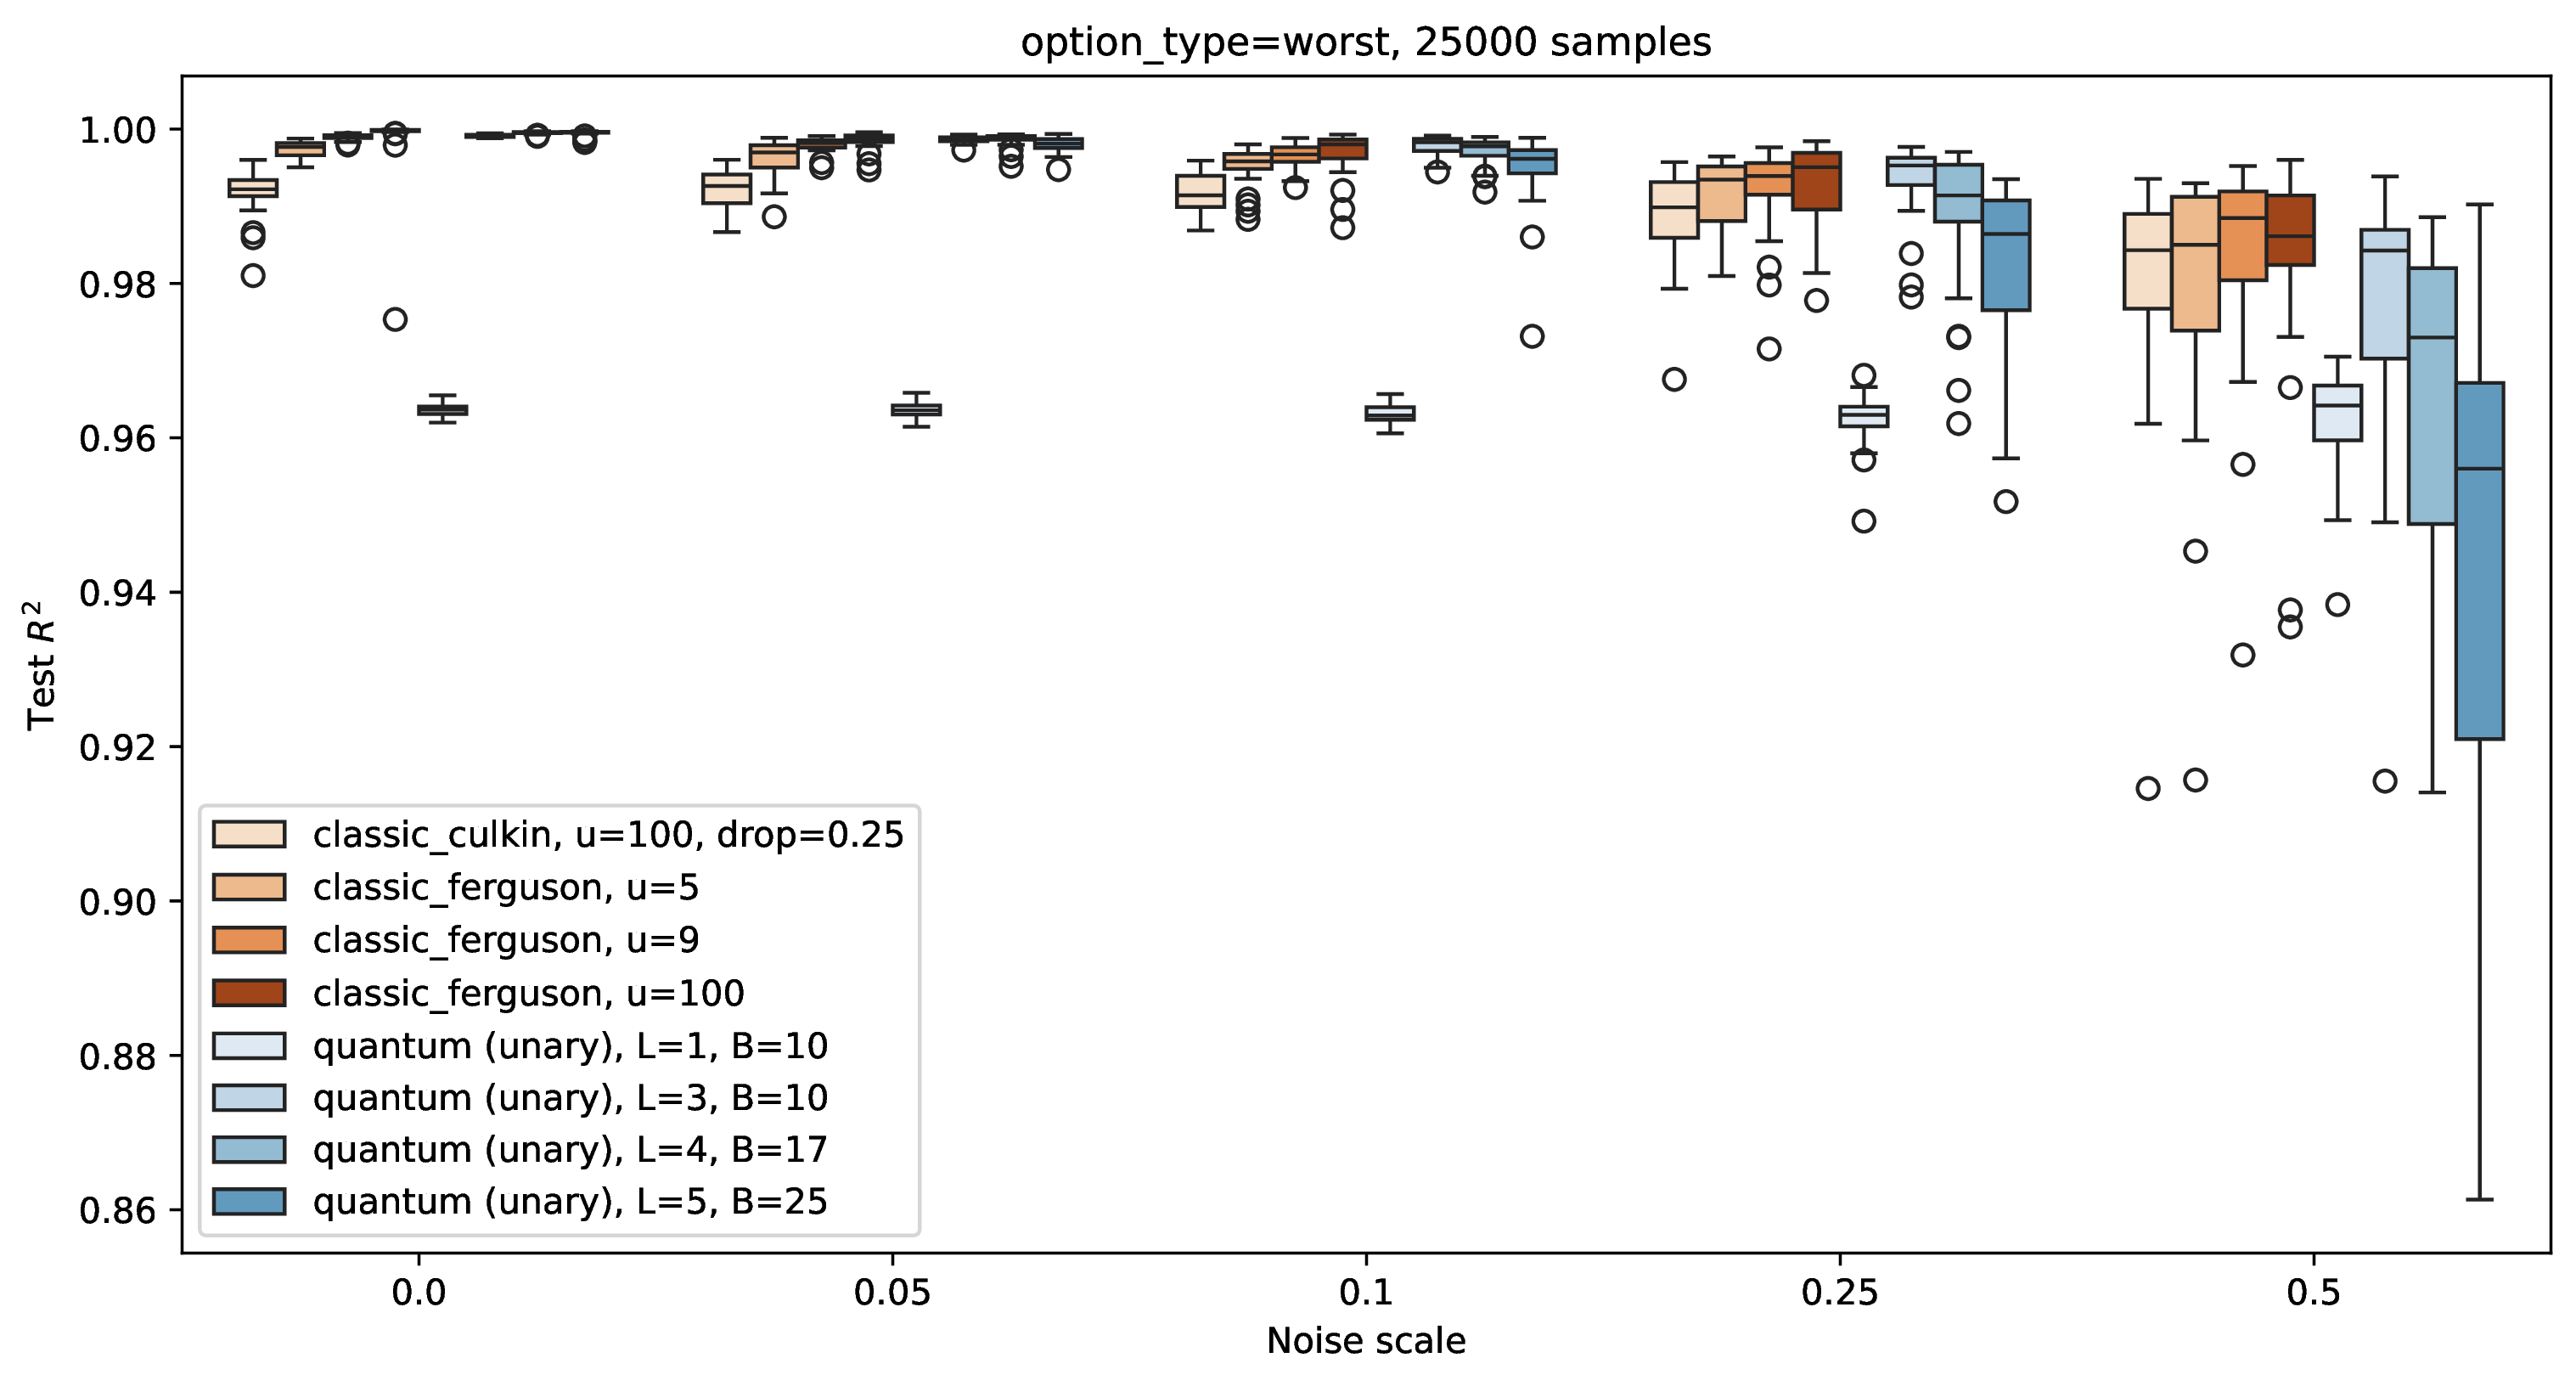 option_type=worst, 25000 samples
Test R²
1.00
0.98
0.96
0.94
0.92
0.90
0.88
0.86
classic_culkin, u=100, drop=0.25
classic_ferguson, u=5
classic_ferguson, u=9
classic_ferguson, u=100
quantum (unary), L=1, B=10
quantum (unary), L=3, B=10
quantum (unary), L=4, B=17
quantum (unary), L=5, B=25
0.0 0.05 0.1 0.25 0.5
Noise scale